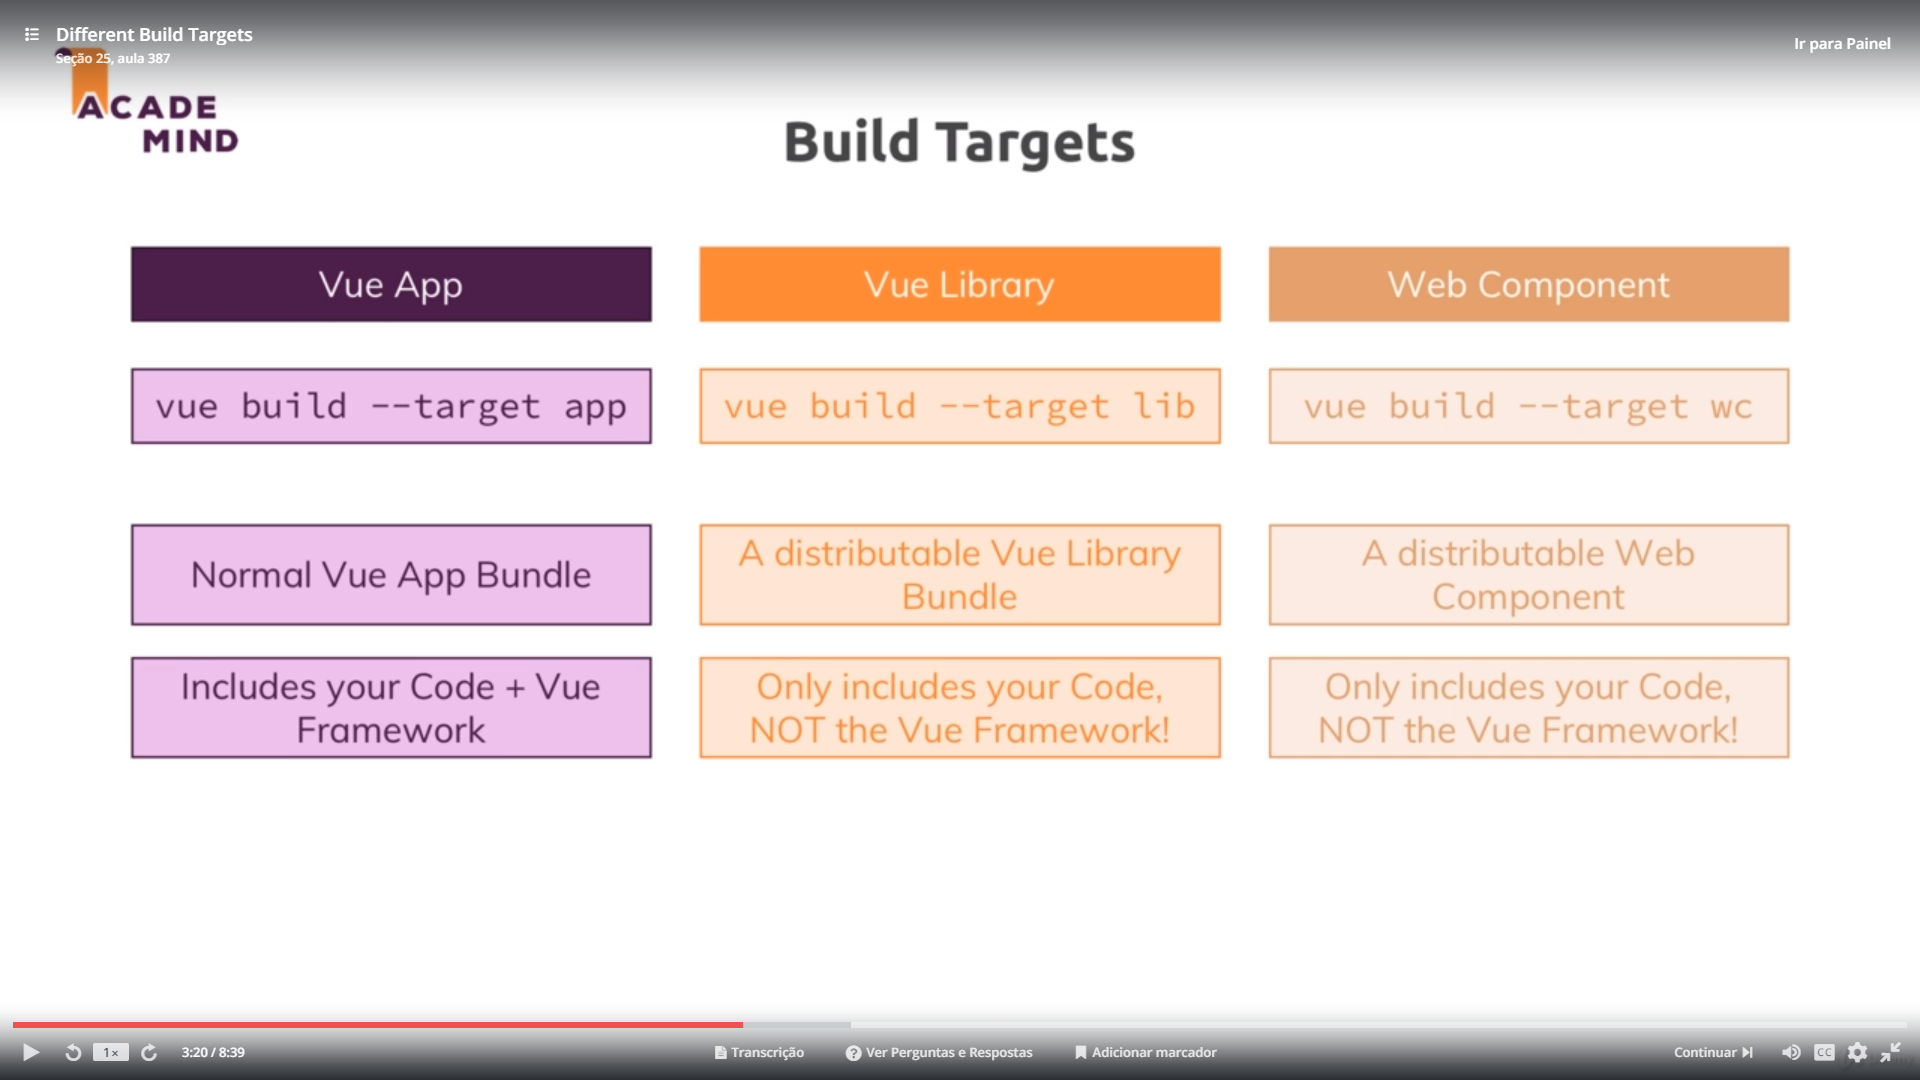 Different Build Targets
Seção 25, aula 387
Ir para Painel
ACADE
MIND
Build Targets
Vue App
Vue Library
Web Component
vue build --target app
vue build --target lib
vue build --target wc
Normal Vue App Bundle
A distributable Vue Library
Bundle
A distributable Web
Component
Includes your Code + Vue
Framework
Only includes your Code,
NOT the Vue Framework!
Only includes your Code,
NOT the Vue Framework!
1×
3:20 / 8:39
Transcrição
Ver Perguntas e Respostas
Adicionar marcador
Continuar
CC